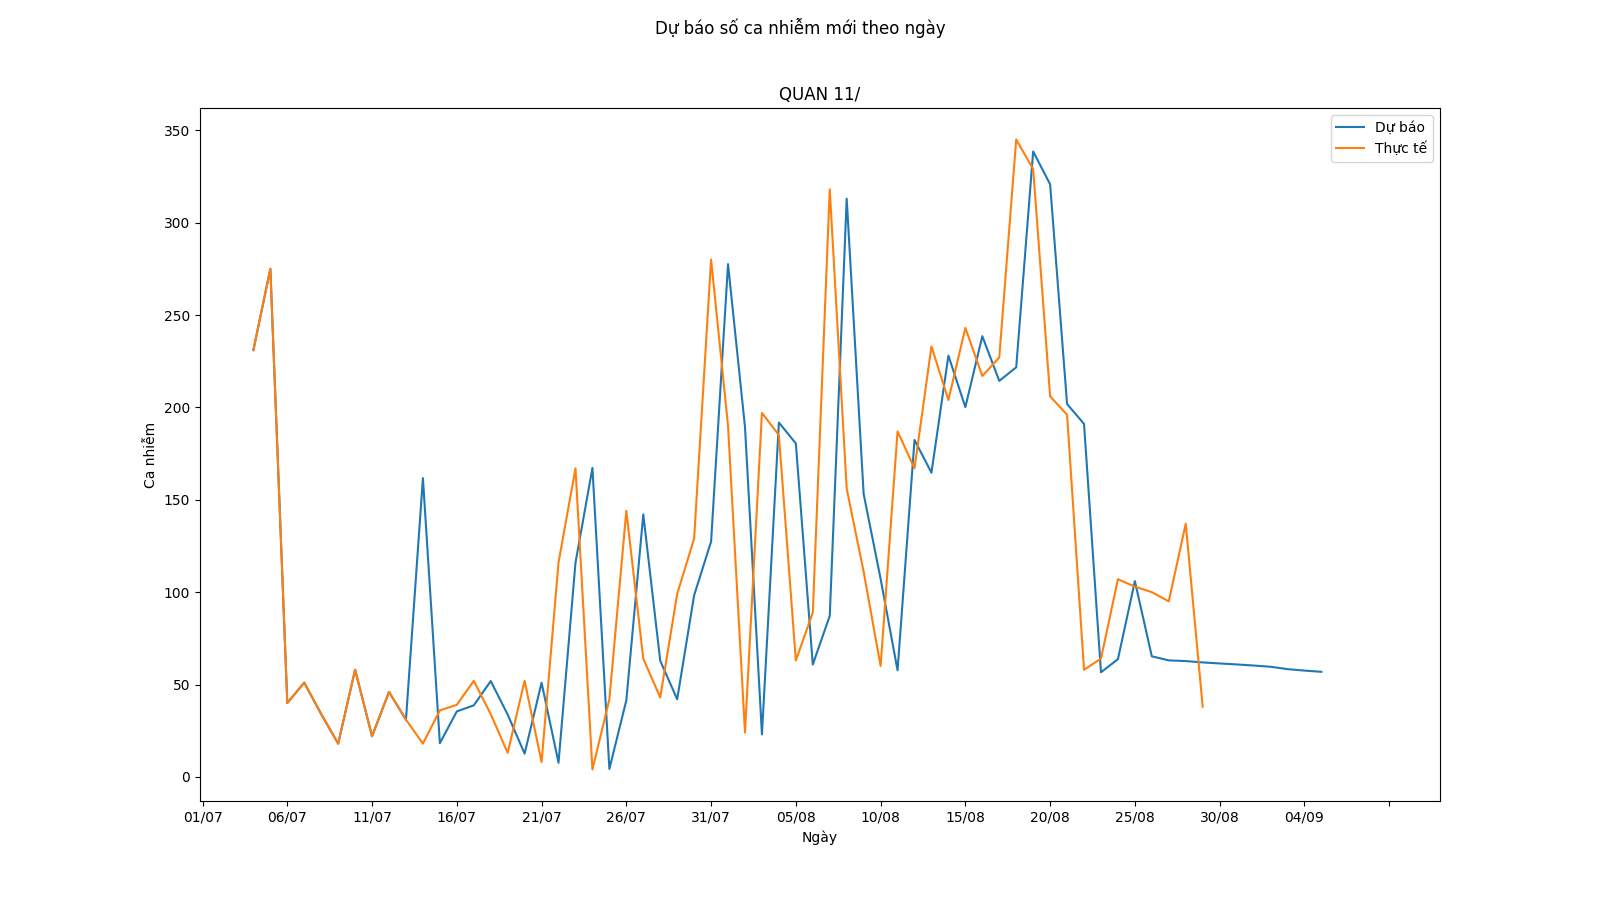 Dự báo số ca nhiễm mới theo ngày
QUAN 11/
Dự báo
Thực tế
350
300
250
200
150
100
50
0
Ca nhiễm
01/07 06/07 11/07 16/07 21/07 26/07 31/07 05/08 10/08 15/08 20/08 25/08 30/08 04/09
Ngày